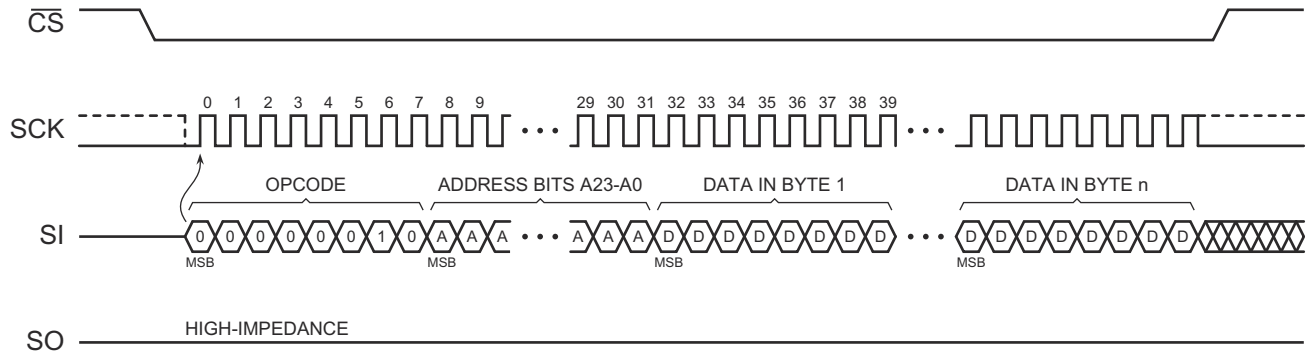 CS
SCK
0 1 2 3 4 5 6 7 8 9 29 30 31 32 33 34 35 36 37 38 39
OPCODE ADDRESS BITS A23-A0 DATA IN BYTE 1 DATA IN BYTE n
SI
0 0 0 0 0 0 1 0 A A A A A A D D D D D D D D D D D D D D D D
MSB MSB MSB MSB
HIGH-IMPEDANCE
SO